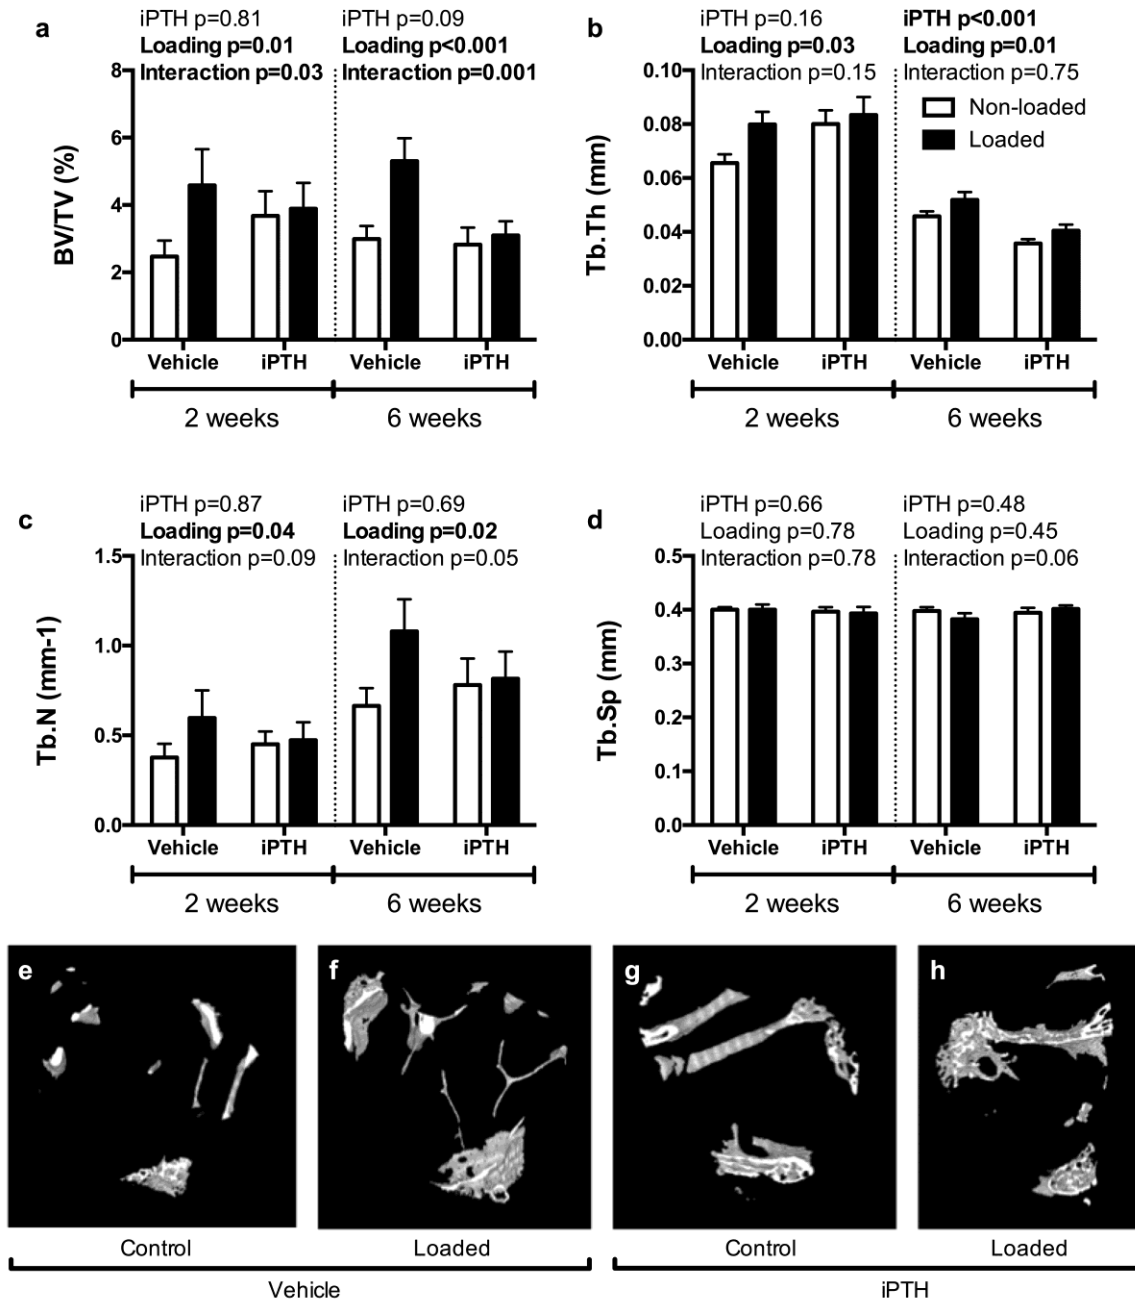 a
iPTH p=0.81
Loading p=0.01
Interaction p=0.03
iPTH p=0.09
Loading p<0.001
Interaction p=0.001
BV/TV (%)
8
6
4
2
0
Vehicle iPTH Vehicle iPTH
2 weeks 6 weeks
b
iPTH p=0.16
Loading p=0.03
Interaction p=0.15
iPTH p<0.001
Loading p=0.01
Interaction p=0.75
Non-loaded
Loaded
Tb.Th (mm)
0.10
0.08
0.06
0.04
0.02
0.00
Vehicle iPTH Vehicle iPTH
2 weeks 6 weeks
c
iPTH p=0.87
Loading p=0.04
Interaction p=0.09
iPTH p=0.69
Loading p=0.02
Interaction p=0.05
Tb.N (mm-1)
1.5
1.0
0.5
0.0
Vehicle iPTH Vehicle iPTH
2 weeks 6 weeks
d
iPTH p=0.66
Loading p=0.78
Interaction p=0.78
iPTH p=0.48
Loading p=0.45
Interaction p=0.06
Tb.Sp (mm)
0.5
0.4
0.3
0.2
0.1
0.0
Vehicle iPTH Vehicle iPTH
2 weeks 6 weeks
e f g h
Control Loaded Control Loaded
Vehicle iPTH